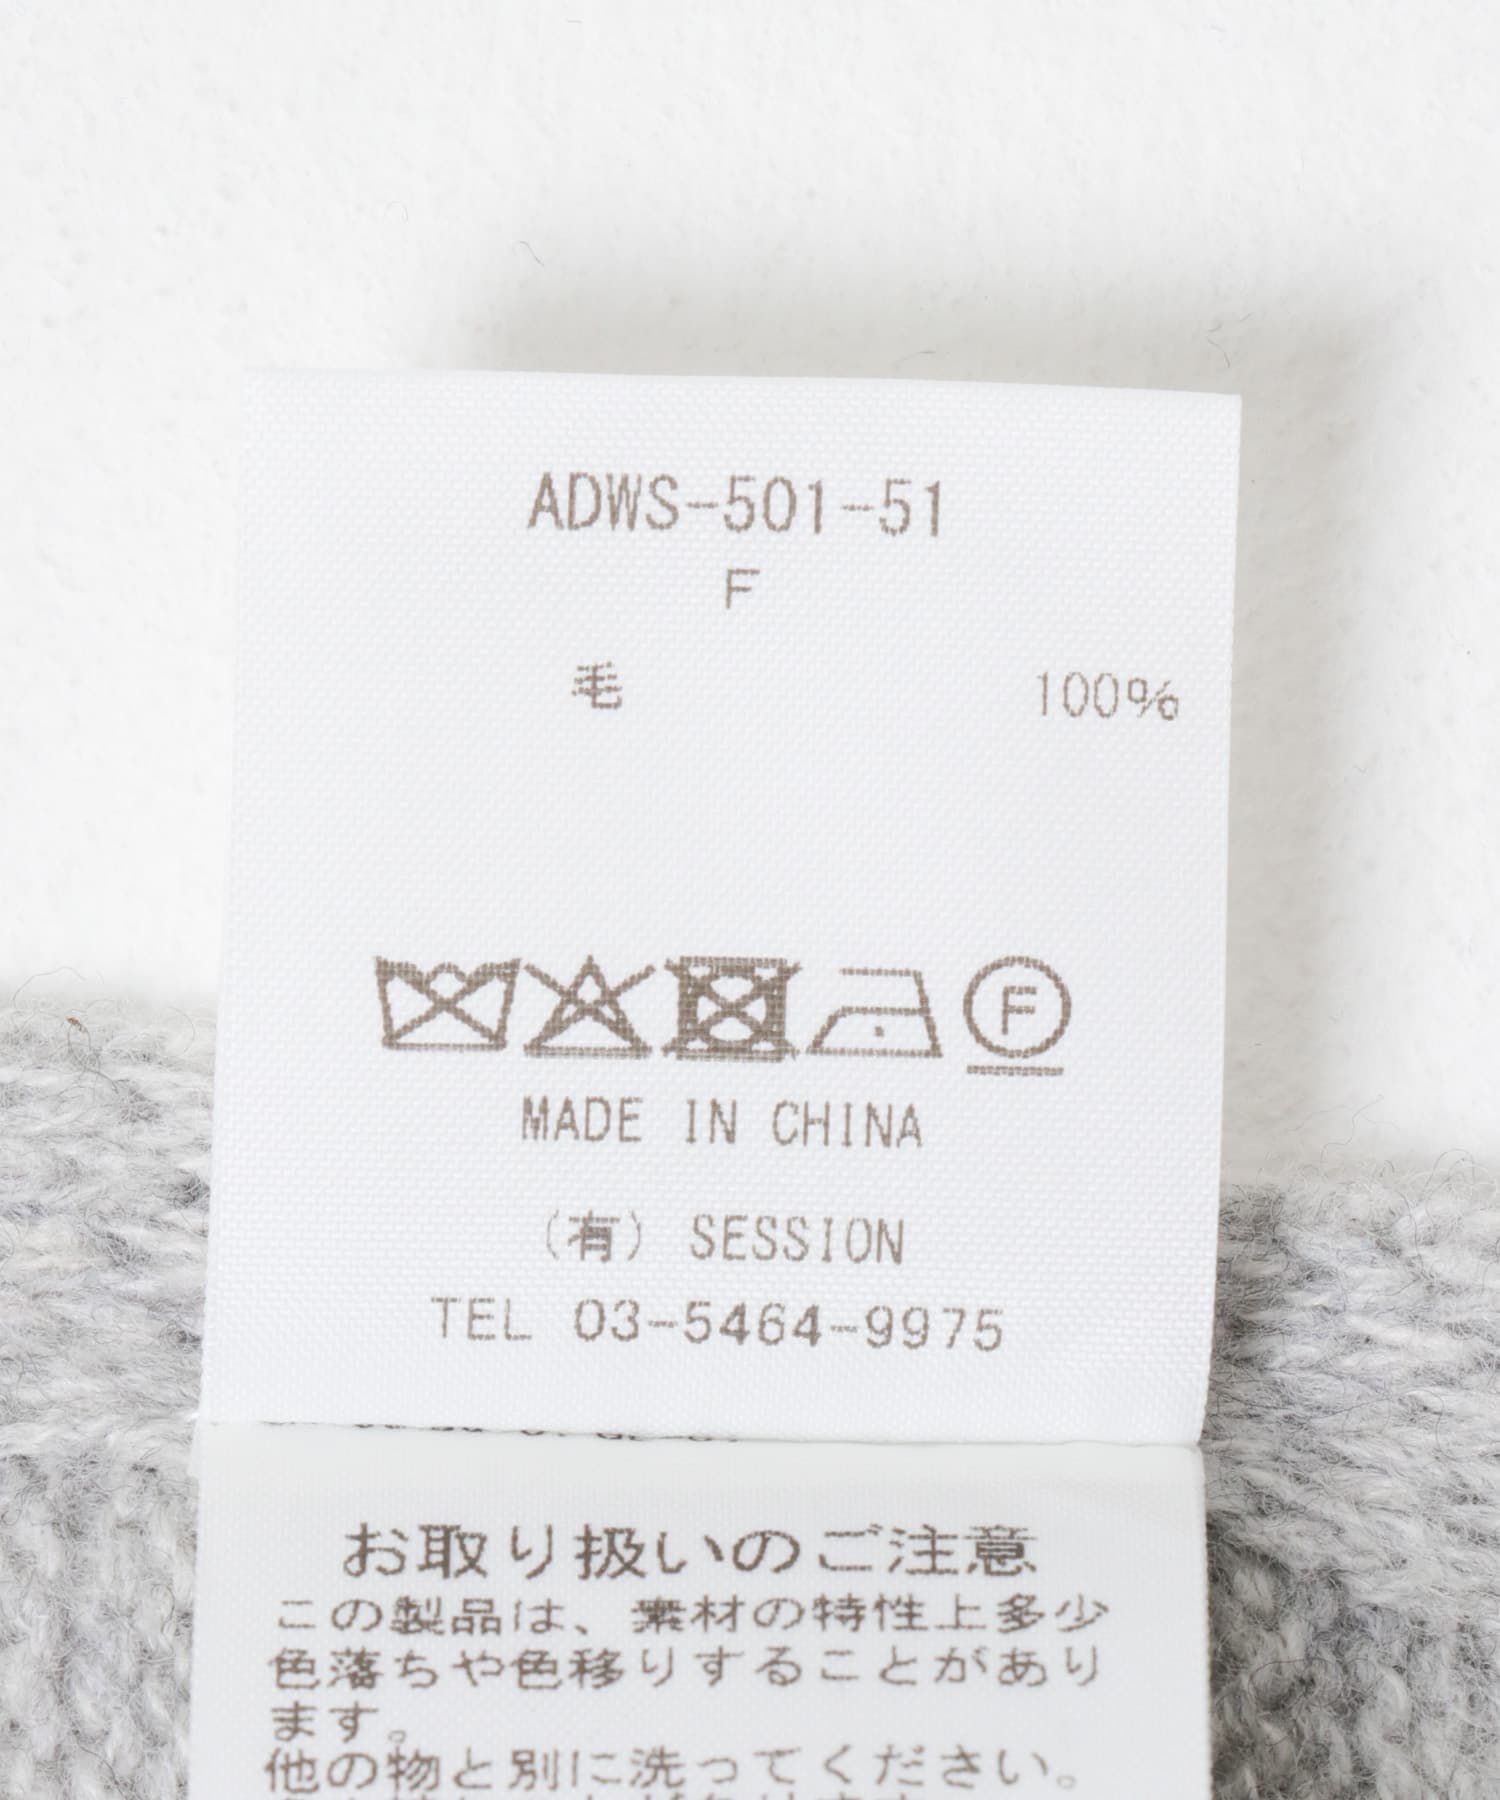 ADWS-501-51
F
毛 100%
F
MADE IN CHINA
(有) SESSION
TEL 03-5464-9975
お取り扱いのご注意
この製品は、素材の特性上多少
色落ちや色移りすることがあり
ます。
他の物と別に洗ってください。